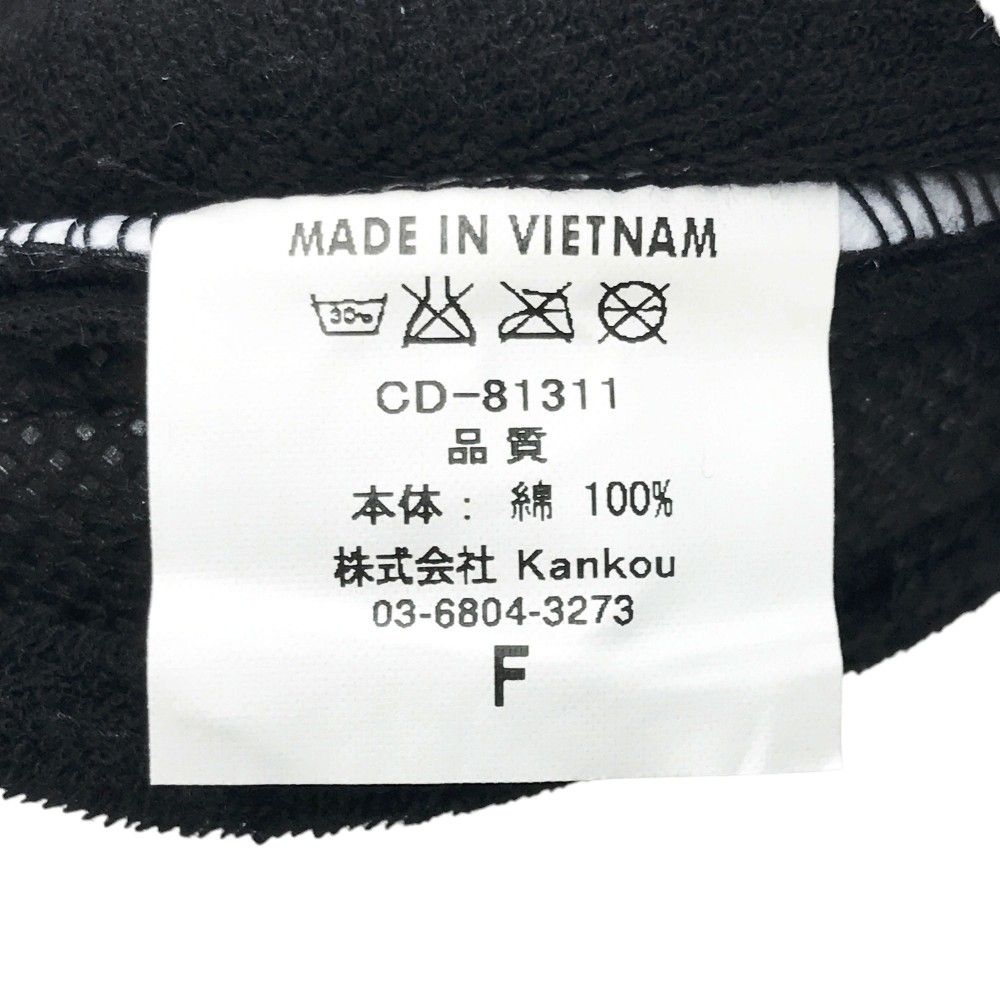 MADE IN VIETNAM
30
CD-81311
品質
本体: 綿 100%
株式会社 Kankou
03-6804-3273
F